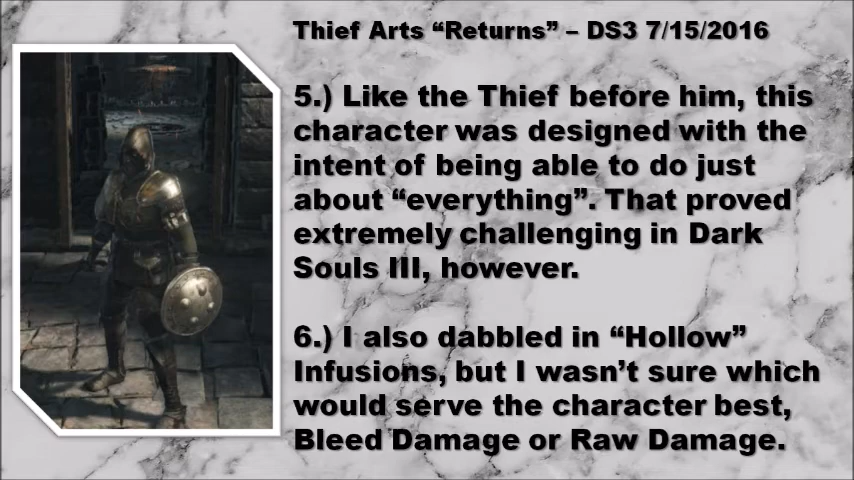 Thief Arts “Returns” – DS3 7/15/2016
5.) Like the Thief before him, this
character was designed with the
intent of being able to do just
about “everything”. That proved
extremely challenging in Dark
Souls III, however.
6.) I also dabbled in “Hollow”
Infusions, but I wasn’t sure which
would serve the character best,
Bleed Damage or Raw Damage.